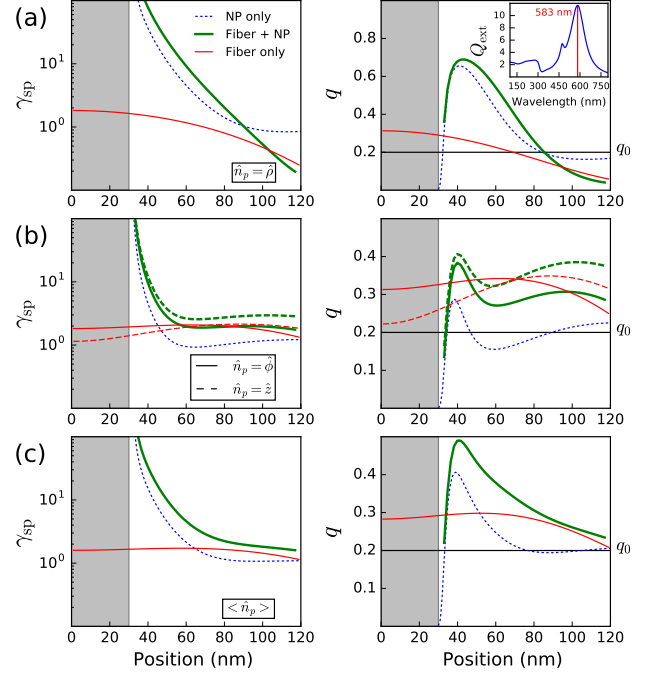 (a)
γsp
10¹
10⁰
NP only
Fiber + NP
Fiber only
n̂p = ρ̂
0 20 40 60 80 100 120
q
0.8
0.6
0.4
0.2
q0
583 nm
Qext
10
8
6
4
2
150 300 450 600 750
Wavelength (nm)
0 20 40 60 80 100 120
(b)
γsp
10¹
10⁰
n̂p = ϕ̂
n̂p = ẑ
0 20 40 60 80 100 120
q
0.4
0.3
0.2
0.1
q0
0 20 40 60 80 100 120
(c)
γsp
10¹
10⁰
< n̂p >
0 20 40 60 80 100 120
Position (nm)
q
0.4
0.3
0.2
0.1
q0
0 20 40 60 80 100 120
Position (nm)